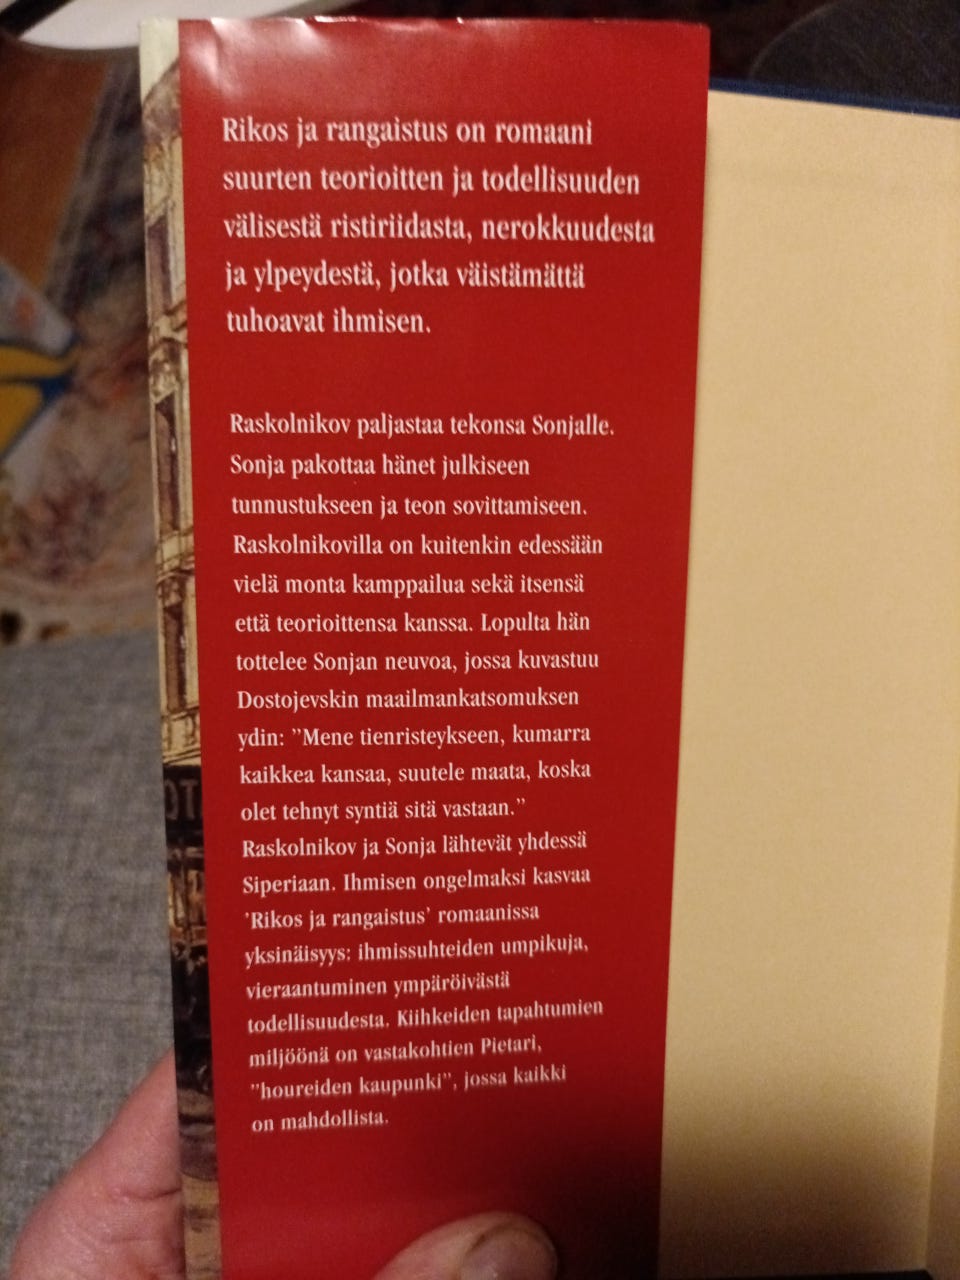 Rikos ja rangaistus on romaani
suurten teorioitten ja todellisuuden
välisestä ristiriidasta, nerokkuudesta
ja ylpeydestä, jotka väistämättä
tuhoavat ihmisen.
Raskolnikov paljastaa tekonsa Sonjalle.
Sonja pakottaa hänet julkiseen
tunnustukseen ja teon sovittamiseen.
Raskolnikovilla on kuitenkin edessään
vielä monta kamppailua sekä itsensä
että teorioittensa kanssa. Lopulta hän
tottelee Sonjan neuvoa, jossa kuvastuu
Dostojevskin maailmankatsomuksen
ydin: ”Mene tienristeykseen, kumarra
kaikkea kansaa, suutele maata, koska
olet tehnyt syntiä sitä vastaan.”
Raskolnikov ja Sonja lähtevät yhdessä
Siperiaan. Ihmisen ongelmaksi kasvaa
’Rikos ja rangaistus’ romaanissa
yksinäisyys: ihmissuhteiden umpikuja,
vieraantuminen ympäröivästä
todellisuudesta. Kiihkeiden tapahtumien
miljöönä on vastakohtien Pietari,
”houreiden kaupunki”, jossa kaikki
on mahdollista.